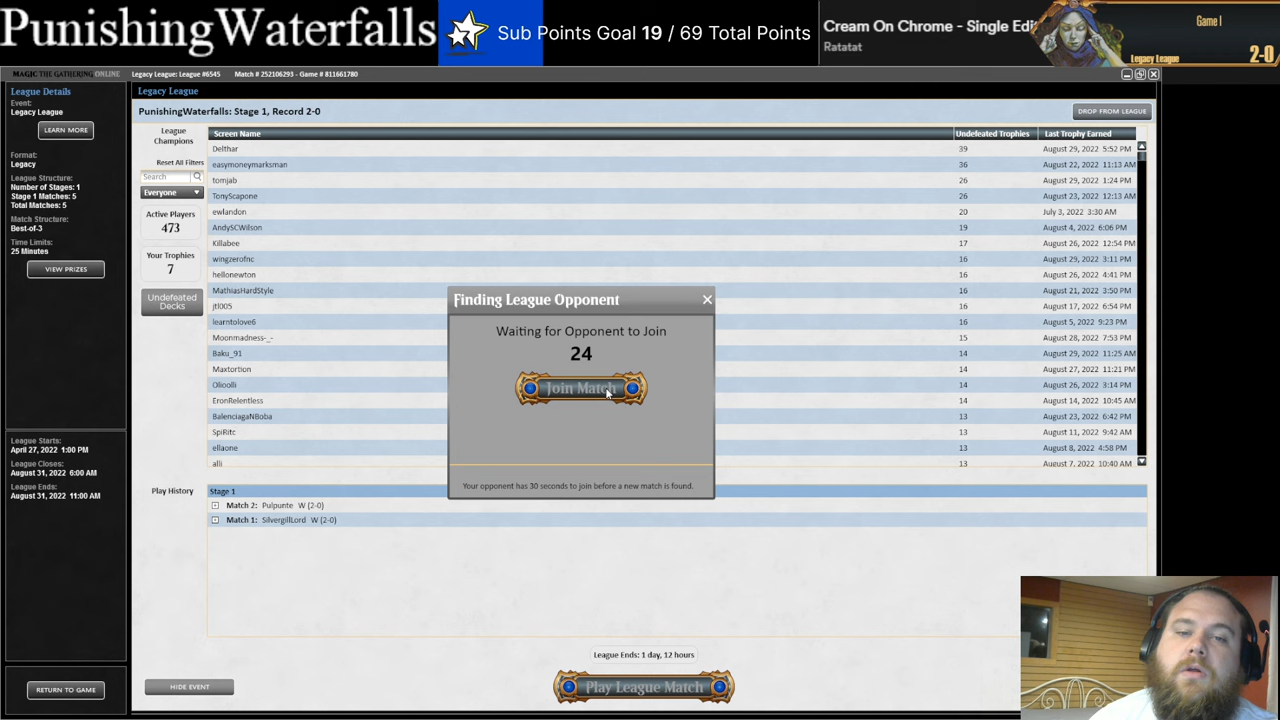 PunishingWaterfalls
Sub Points Goal 19 / 69 Total Points
Cream On Chrome - Single Edi
Ratatat
Game 1
Legacy League
2-0
MAGIC THE GATHERING ONLINE
Legacy League: League #6545 Match # 252106293 - Game # 811661780
League Details
Event:
Legacy League
LEARN MORE
Format:
Legacy
League Structure:
Number of Stages: 1
Stage 1 Matches: 5
Total Matches: 5
Match Structure:
Best-of-3
Time Limits:
25 Minutes
VIEW PRIZES
League Starts:
April 27, 2022 1:00 PM
League Closes:
August 31, 2022 6:00 AM
League Ends:
August 31, 2022 11:00 AM
RETURN TO GAME
Legacy League
PunishingWaterfalls: Stage 1, Record 2-0
DROP FROM LEAGUE
League
Champions
Reset All Filters
Search
Everyone
Active Players
473
Your Trophies
7
Undefeated
Decks
Screen Name Undefeated Trophies Last Trophy Earned
Delthar 39 August 29, 2022 5:52 PM
easymoneymarksman 36 August 22, 2022 11:13 AM
tomjab 26 August 29, 2022 1:24 PM
TonyScapone 26 August 23, 2022 12:13 AM
ewlandon 20 July 3, 2022 3:30 AM
AndySCWilson 19 August 4, 2022 6:06 PM
Killabee 17 August 26, 2022 12:54 PM
wingzerofnc 16 August 29, 2022 3:11 PM
hellonewton 16 August 26, 2022 4:41 PM
MathiasHardStyle 16 August 21, 2022 3:50 PM
jtl005 16 August 17, 2022 6:54 PM
learntolove6 16 August 5, 2022 9:23 PM
Moonmadness-_- 15 August 28, 2022 7:53 PM
Baku_91 14 August 29, 2022 11:25 AM
Maxtortion 14 August 27, 2022 11:21 PM
Olioolli 14 August 26, 2022 3:14 PM
EronRelentless 14 August 14, 2022 10:45 AM
BalenciagaNBoba 13 August 23, 2022 6:42 PM
SpiRitc 13 August 11, 2022 9:42 AM
ellaone 13 August 8, 2022 4:58 PM
alli 13 August 7, 2022 10:40 AM
Finding League Opponent
Waiting for Opponent to Join
24
Join Match
Your opponent has 30 seconds to join before a new match is found.
Play History
Stage 1
Match 2: Pulpunte W (2-0)
Match 1: SilvergillLord W (2-0)
League Ends: 1 day, 12 hours
HIDE EVENT
Play League Match